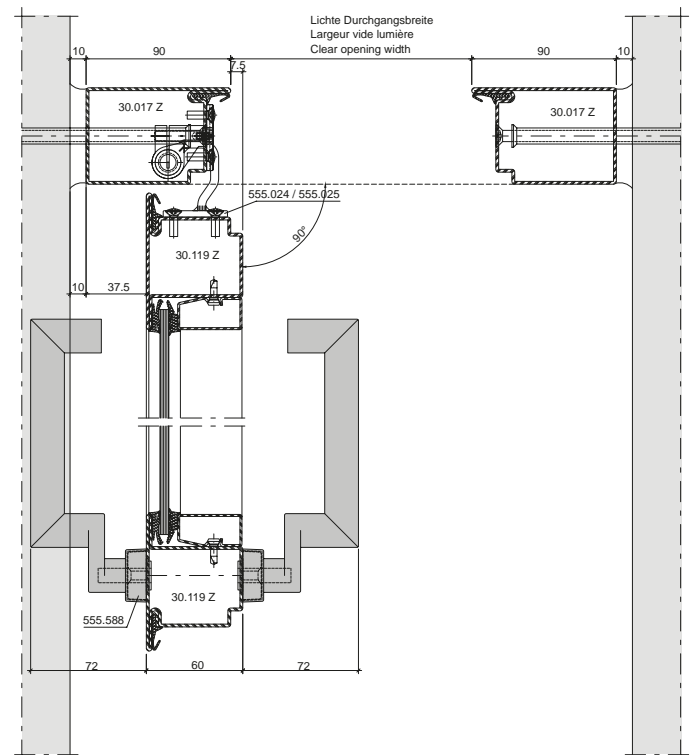 Lichte Durchgangsbreite
Largeur vide lumière
Clear opening width
10
90
7.5
90
10
30.017 Z
30.017 Z
555.024 / 555.025
90°
30.119 Z
10
37.5
30.119 Z
555.588
72
60
72